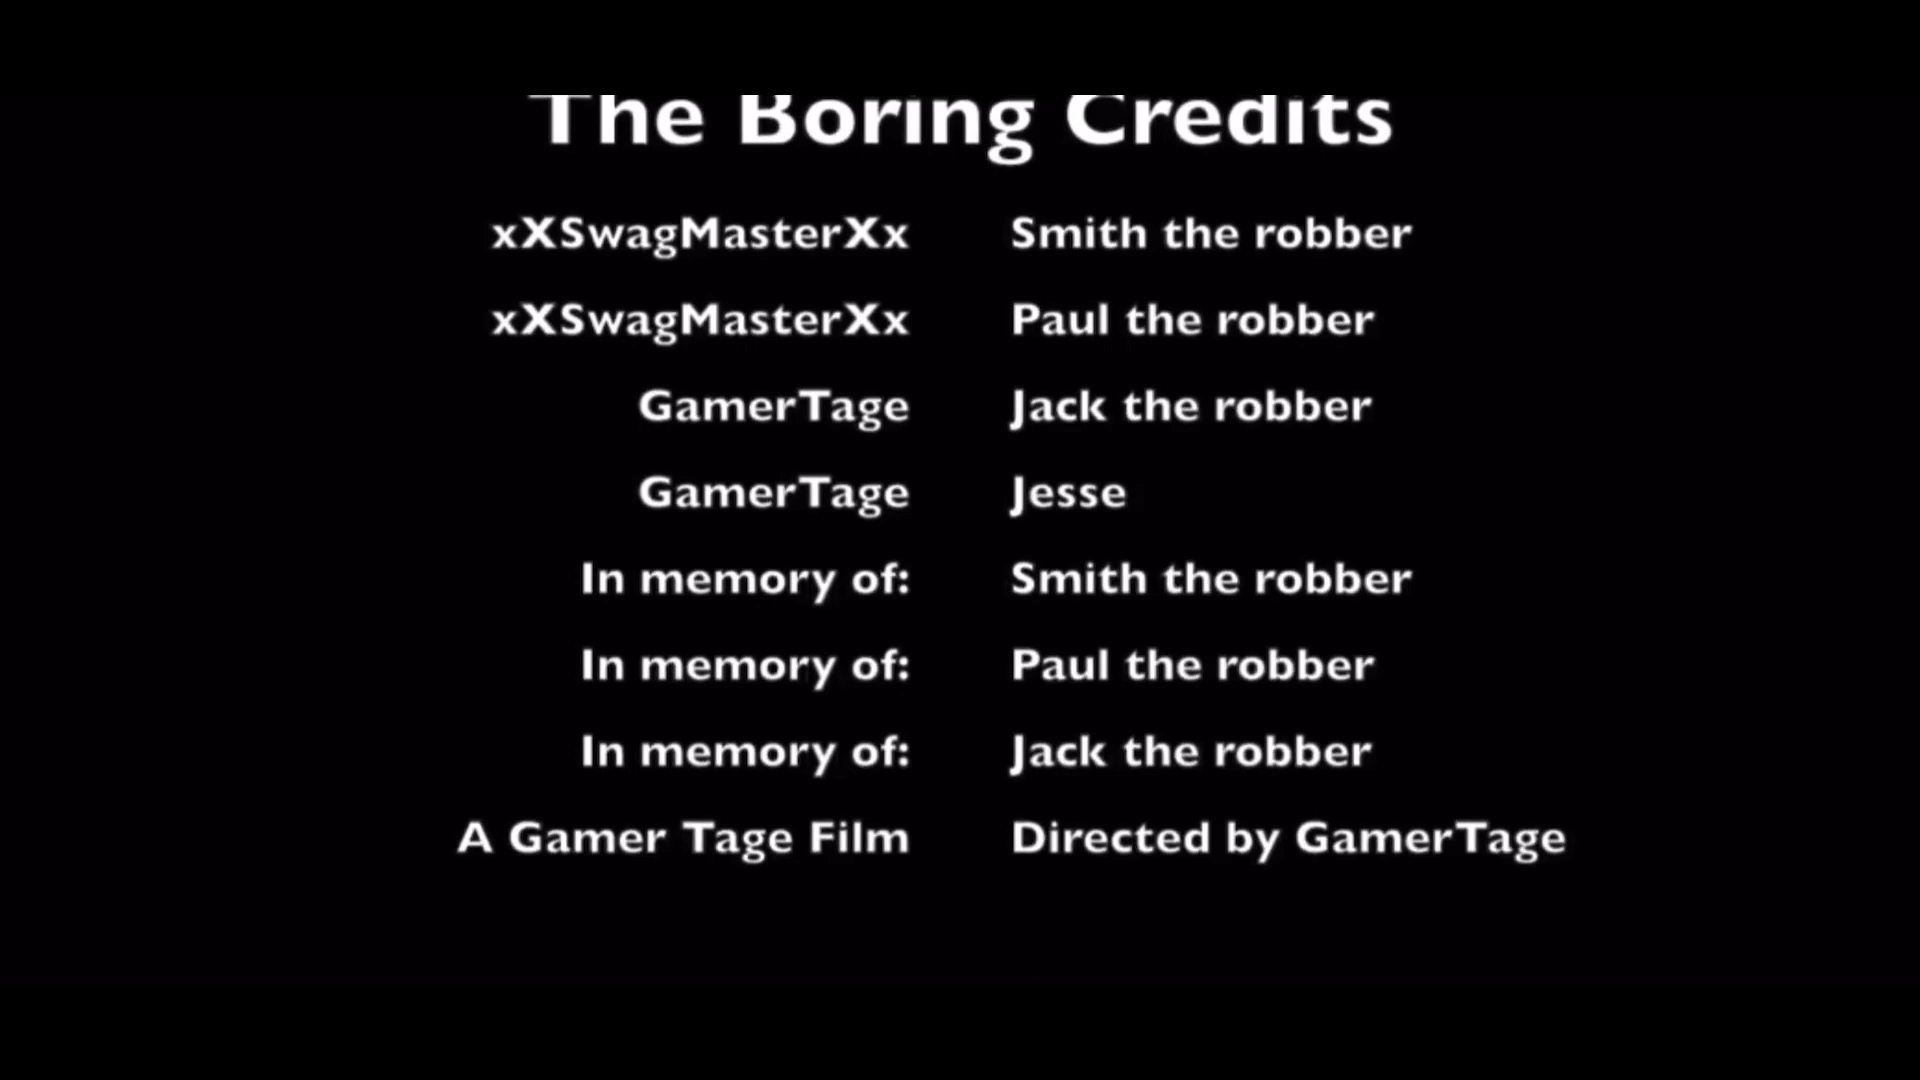 The Boring Credits
xXSwagMasterXx Smith the robber
xXSwagMasterXx Paul the robber
GamerTage Jack the robber
GamerTage Jesse
In memory of: Smith the robber
In memory of: Paul the robber
In memory of: Jack the robber
A Gamer Tage Film Directed by GamerTage